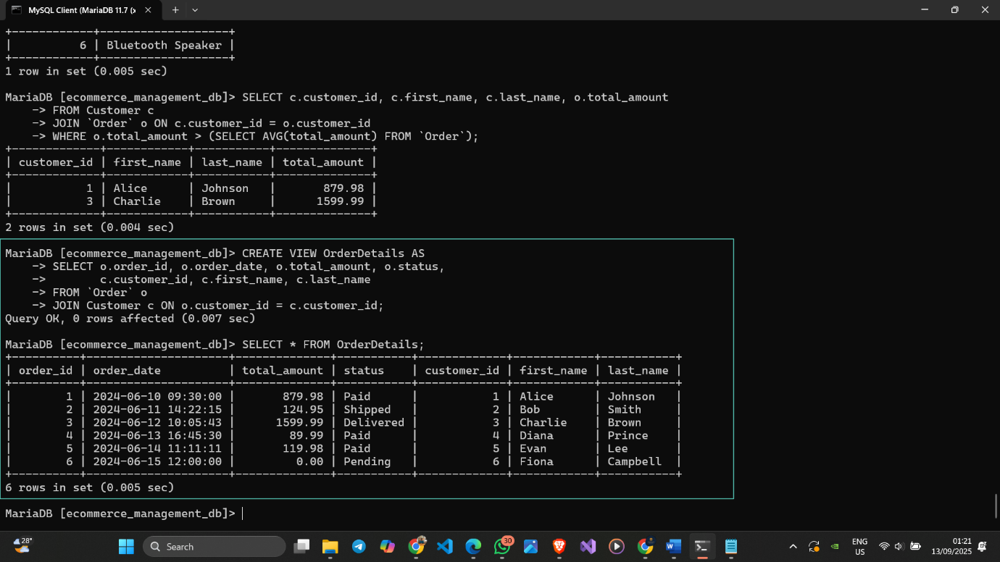 MySQL Client (MariaDB 11.7 (x
+------------+-------------------+
|          6 | Bluetooth Speaker |
+------------+-------------------+
1 row in set (0.005 sec)
MariaDB [ecommerce_management_db]> SELECT c.customer_id, c.first_name, c.last_name, o.total_amount
    -> FROM Customer c
    -> JOIN `Order` o ON c.customer_id = o.customer_id
    -> WHERE o.total_amount > (SELECT AVG(total_amount) FROM `Order`);
+-------------+------------+-----------+--------------+
| customer_id | first_name | last_name | total_amount |
+-------------+------------+-----------+--------------+
|           1 | Alice      | Johnson   |       879.98 |
|           3 | Charlie    | Brown     |      1599.99 |
+-------------+------------+-----------+--------------+
2 rows in set (0.004 sec)
MariaDB [ecommerce_management_db]> CREATE VIEW OrderDetails AS
    -> SELECT o.order_id, o.order_date, o.total_amount, o.status,
    ->        c.customer_id, c.first_name, c.last_name
    -> FROM `Order` o
    -> JOIN Customer c ON o.customer_id = c.customer_id;
Query OK, 0 rows affected (0.007 sec)
MariaDB [ecommerce_management_db]> SELECT * FROM OrderDetails;
+----------+---------------------+--------------+-----------+-------------+------------+-----------+
| order_id | order_date          | total_amount | status    | customer_id | first_name | last_name |
+----------+---------------------+--------------+-----------+-------------+------------+-----------+
|        1 | 2024-06-10 09:30:00 |       879.98 | Paid      |           1 | Alice      | Johnson   |
|        2 | 2024-06-11 14:22:15 |       124.95 | Shipped   |           2 | Bob        | Smith     |
|        3 | 2024-06-12 10:05:43 |      1599.99 | Delivered |           3 | Charlie    | Brown     |
|        4 | 2024-06-13 16:45:30 |        89.99 | Paid      |           4 | Diana      | Prince    |
|        5 | 2024-06-14 11:11:11 |       119.98 | Paid      |           5 | Evan       | Lee       |
|        6 | 2024-06-15 12:00:00 |         0.00 | Pending   |           6 | Fiona      | Campbell  |
+----------+---------------------+--------------+-----------+-------------+------------+-----------+
6 rows in set (0.005 sec)
MariaDB [ecommerce_management_db]>
28°
Search
30
ENG
US
01:21
13/09/2025